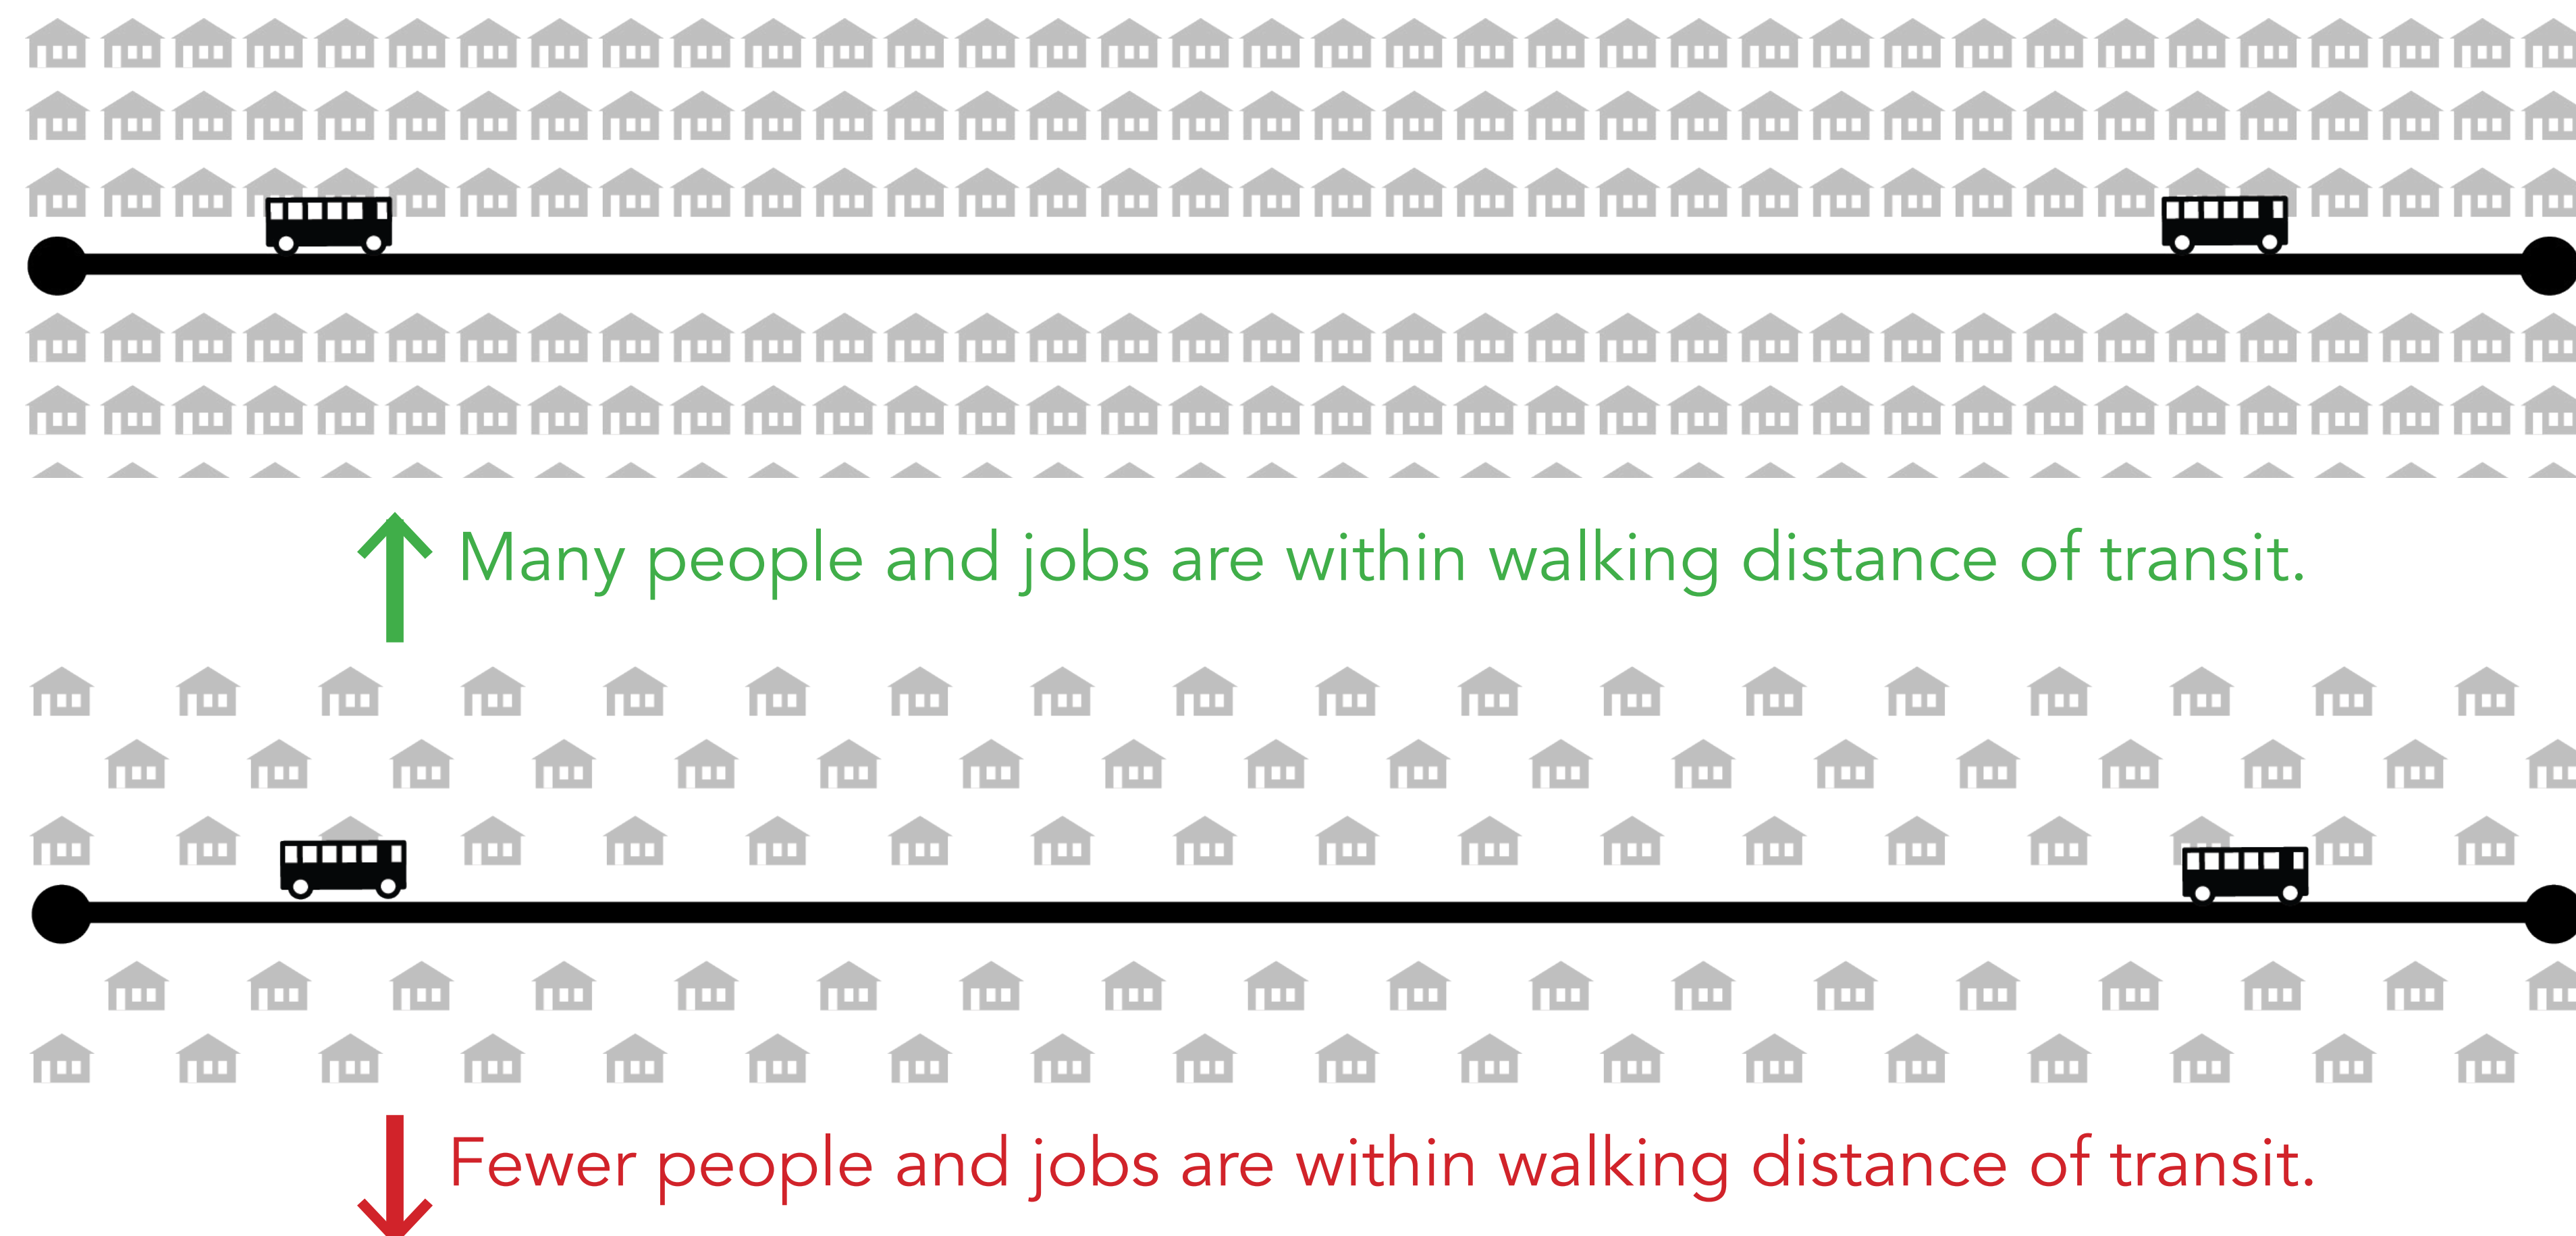 Many people and jobs are within walking distance of transit.
Fewer people and jobs are within walking distance of transit.